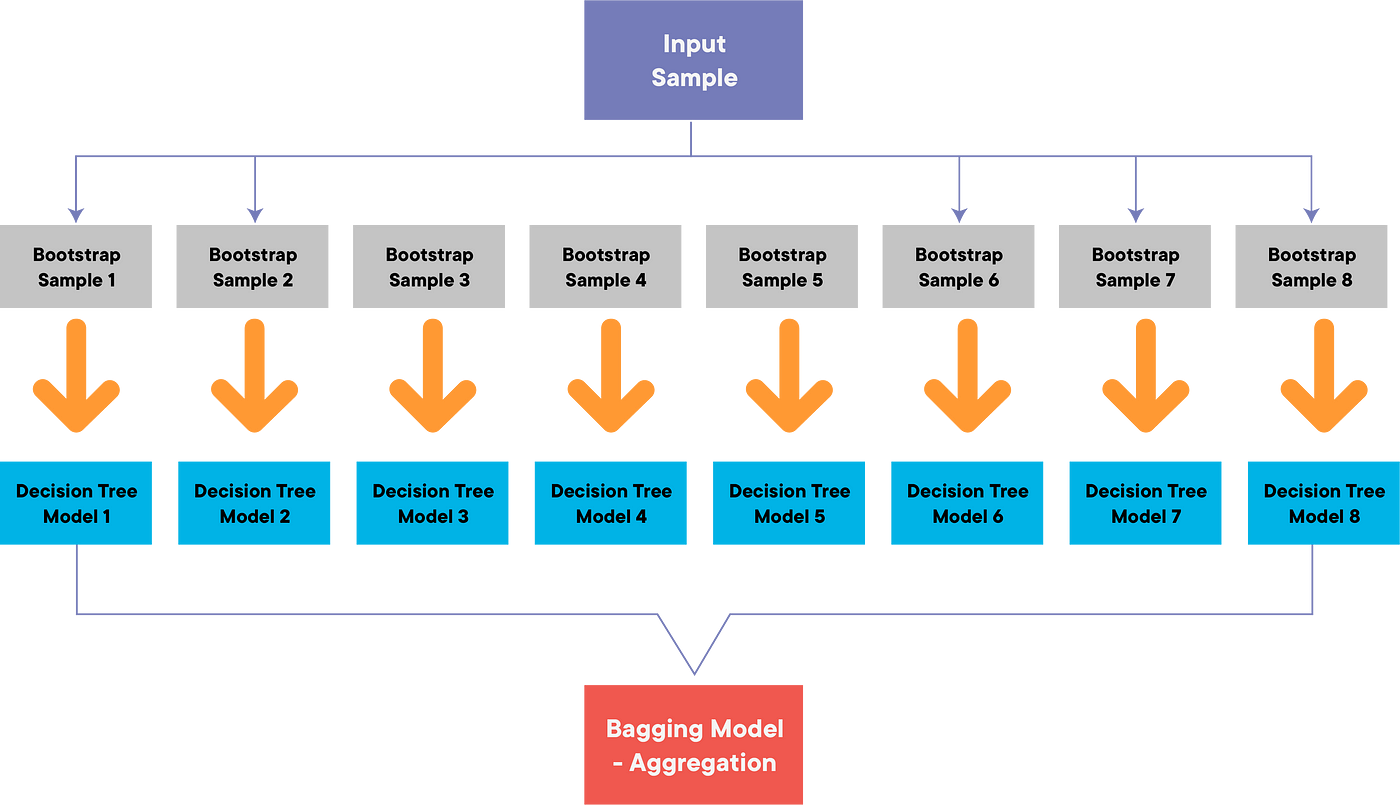 Input
Sample
Bootstrap
Sample 1
Bootstrap
Sample 2
Bootstrap
Sample 3
Bootstrap
Sample 4
Bootstrap
Sample 5
Bootstrap
Sample 6
Bootstrap
Sample 7
Bootstrap
Sample 8
Decision Tree
Model 1
Decision Tree
Model 2
Decision Tree
Model 3
Decision Tree
Model 4
Decision Tree
Model 5
Decision Tree
Model 6
Decision Tree
Model 7
Decision Tree
Model 8
Bagging Model
- Aggregation